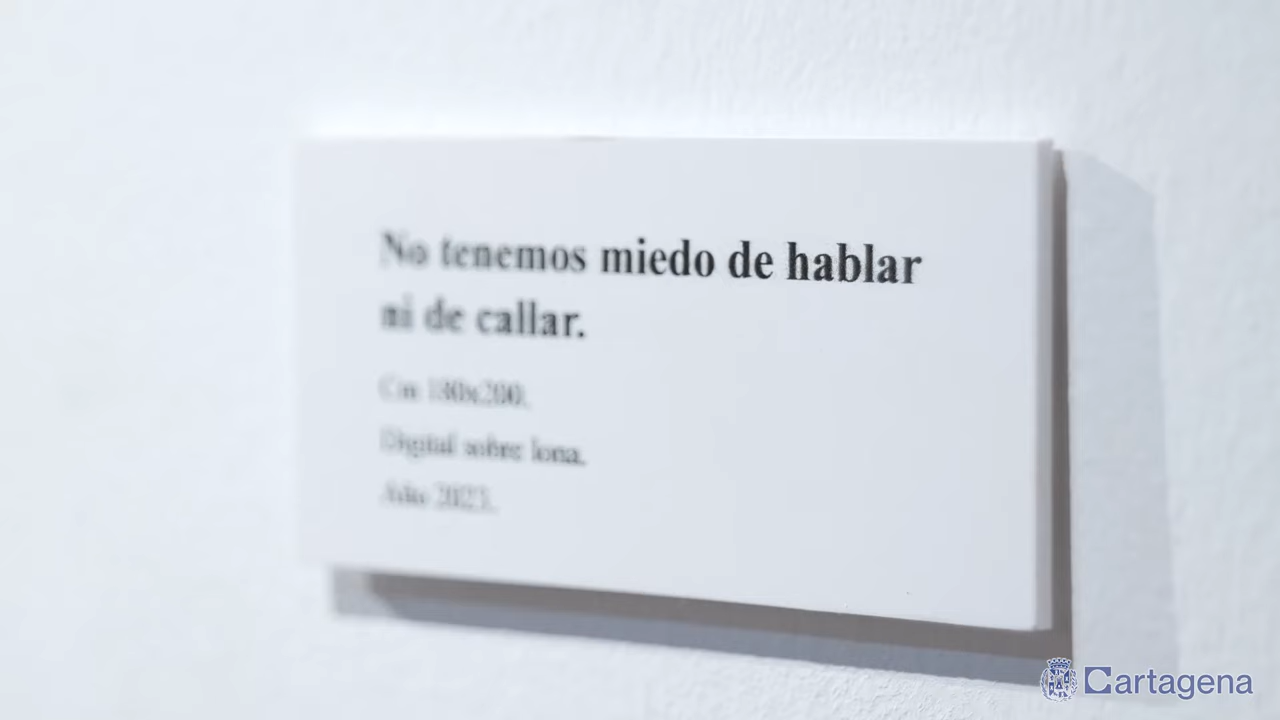 No tenemos miedo de hablar
ni de callar.
Cm 180x200.
Digital sobre lona.
Año 2023.
Cartagena